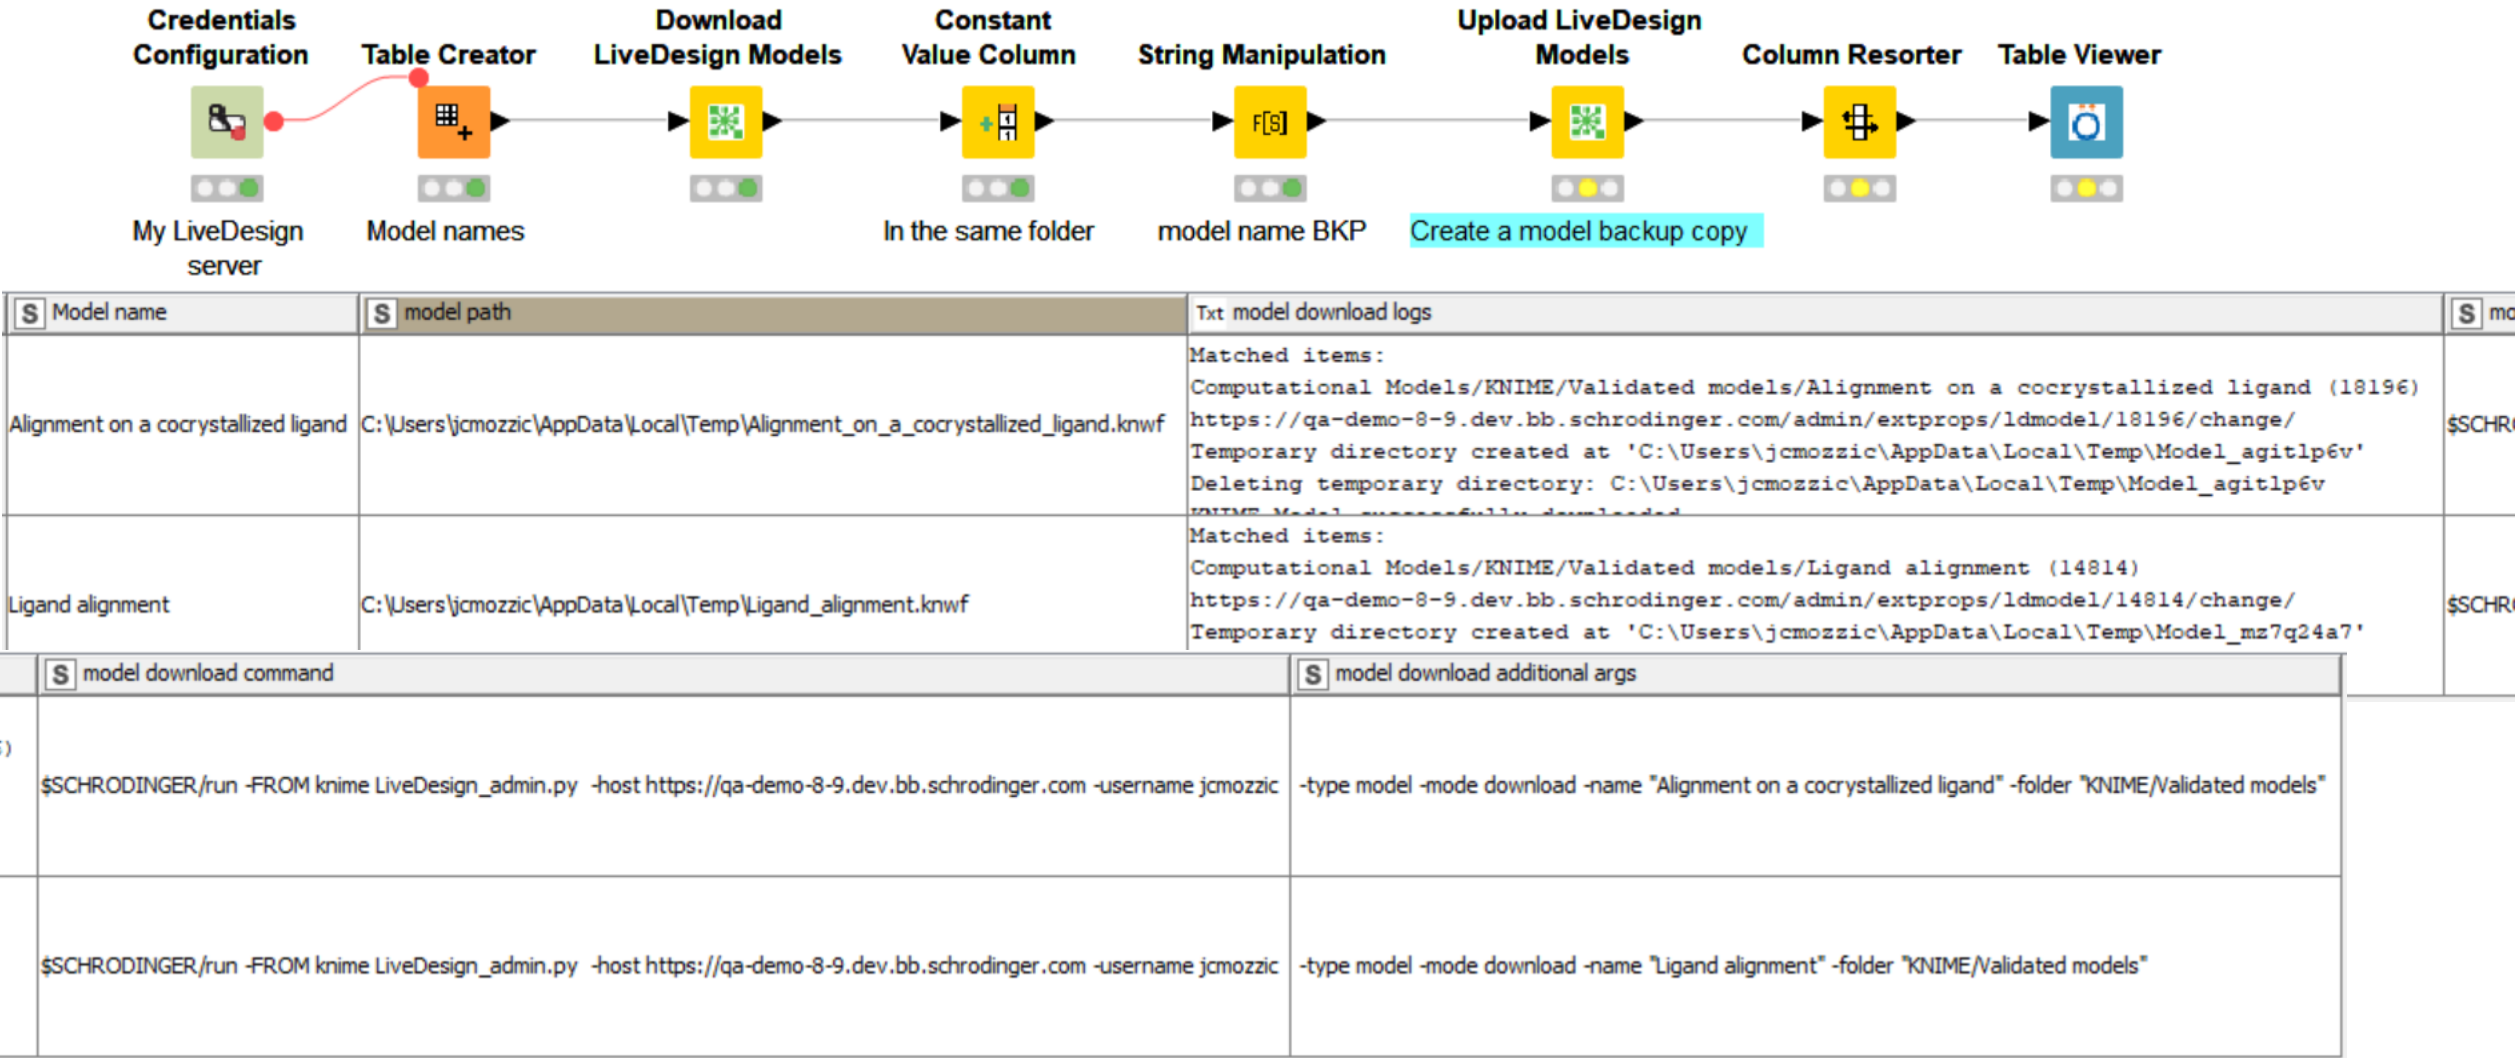 Credentials
Configuration
Table Creator
Download
LiveDesign Models
Constant
Value Column
String Manipulation
Upload LiveDesign
Models
Column Resorter
Table Viewer
F[S]
My LiveDesign
server
Model names
In the same folder
model name BKP
Create a model backup copy
S Model name
S model path
Txt model download logs
S mo
Alignment on a cocrystallized ligand
C:\Users\jcmozzic\AppData\Local\Temp\Alignment_on_a_cocrystallized_ligand.knwf
Matched items:
Computational Models/KNIME/Validated models/Alignment on a cocrystallized ligand (18196)
https://qa-demo-8-9.dev.bb.schrodinger.com/admin/extprops/ldmodel/18196/change/
Temporary directory created at 'C:\Users\jcmozzic\AppData\Local\Temp\Model_agitlp6v'
Deleting temporary directory: C:\Users\jcmozzic\AppData\Local\Temp\Model_agitlp6v
KNIME Model successfully downloaded
$SCHR
Ligand alignment
C:\Users\jcmozzic\AppData\Local\Temp\Ligand_alignment.knwf
Matched items:
Computational Models/KNIME/Validated models/Ligand alignment (14814)
https://qa-demo-8-9.dev.bb.schrodinger.com/admin/extprops/ldmodel/14814/change/
Temporary directory created at 'C:\Users\jcmozzic\AppData\Local\Temp\Model_mz7q24a7'
$SCHR
S model download command
S model download additional args
$SCHRODINGER/run -FROM knime LiveDesign_admin.py -host https://qa-demo-8-9.dev.bb.schrodinger.com -username jcmozzic
-type model -mode download -name "Alignment on a cocrystallized ligand" -folder "KNIME/Validated models"
$SCHRODINGER/run -FROM knime LiveDesign_admin.py -host https://qa-demo-8-9.dev.bb.schrodinger.com -username jcmozzic
-type model -mode download -name "Ligand alignment" -folder "KNIME/Validated models"